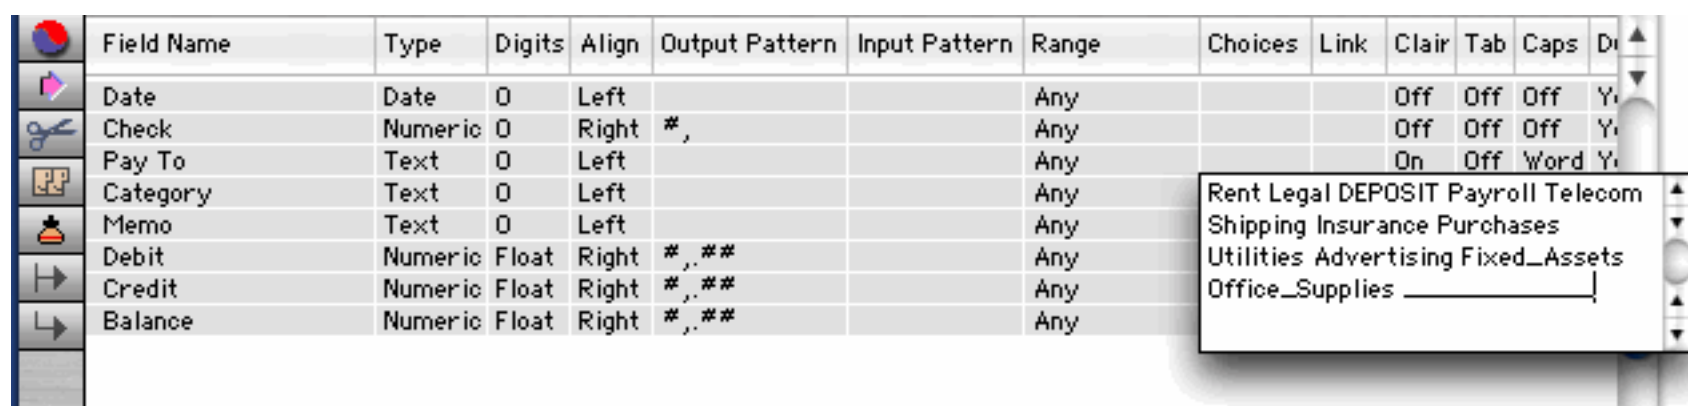 Field Name Type Digits Align Output Pattern Input Pattern Range Choices Link Clair Tab Caps
Date Date 0 Left Any Off Off Off
Check Numeric 0 Right #, Any Off Off Off
Pay To Text 0 Left Any On Off Word
Category Text 0 Left Any
Memo Text 0 Left Any
Debit Numeric Float Right #,.## Any
Credit Numeric Float Right #,.## Any
Balance Numeric Float Right #,.## Any
Rent Legal DEPOSIT Payroll Telecom
Shipping Insurance Purchases
Utilities Advertising Fixed_Assets
Office_Supplies ______________